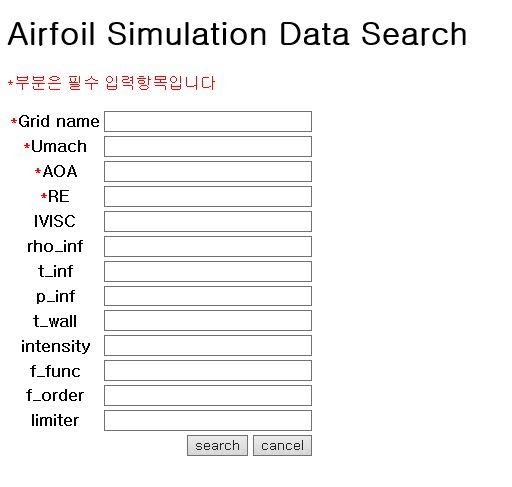 Airfoil Simulation Data Search
*부분은 필수 입력항목입니다
*Grid name
*Umach
*AOA
*RE
IVISC
rho_inf
t_inf
p_inf
t_wall
intensity
f_func
f_order
limiter
search cancel